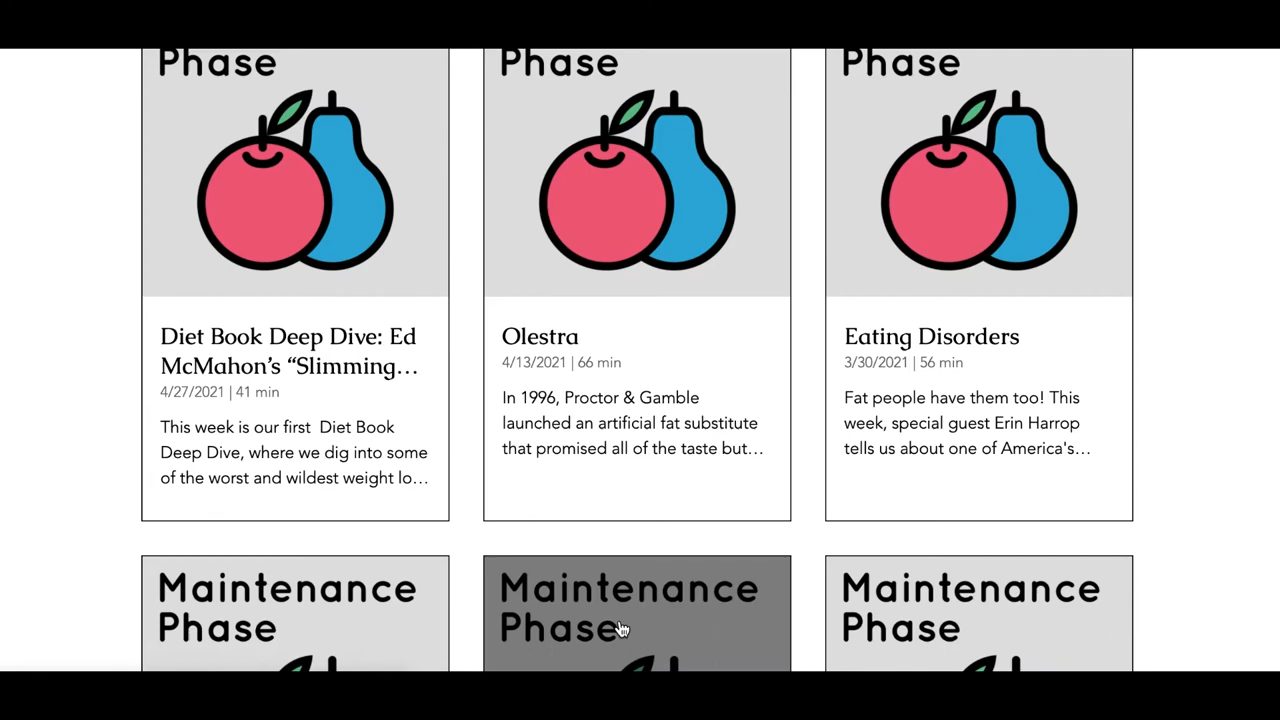 Phase
Phase
Phase
Diet Book Deep Dive: Ed
McMahon’s “Slimming…
4/27/2021 | 41 min
This week is our first  Diet Book
Deep Dive, where we dig into some
of the worst and wildest weight lo…
Olestra
4/13/2021 | 66 min
In 1996, Proctor & Gamble
launched an artificial fat substitute
that promised all of the taste but…
Eating Disorders
3/30/2021 | 56 min
Fat people have them too! This
week, special guest Erin Harrop
tells us about one of America's…
Maintenance
Phase
Maintenance
Phase
Maintenance
Phase